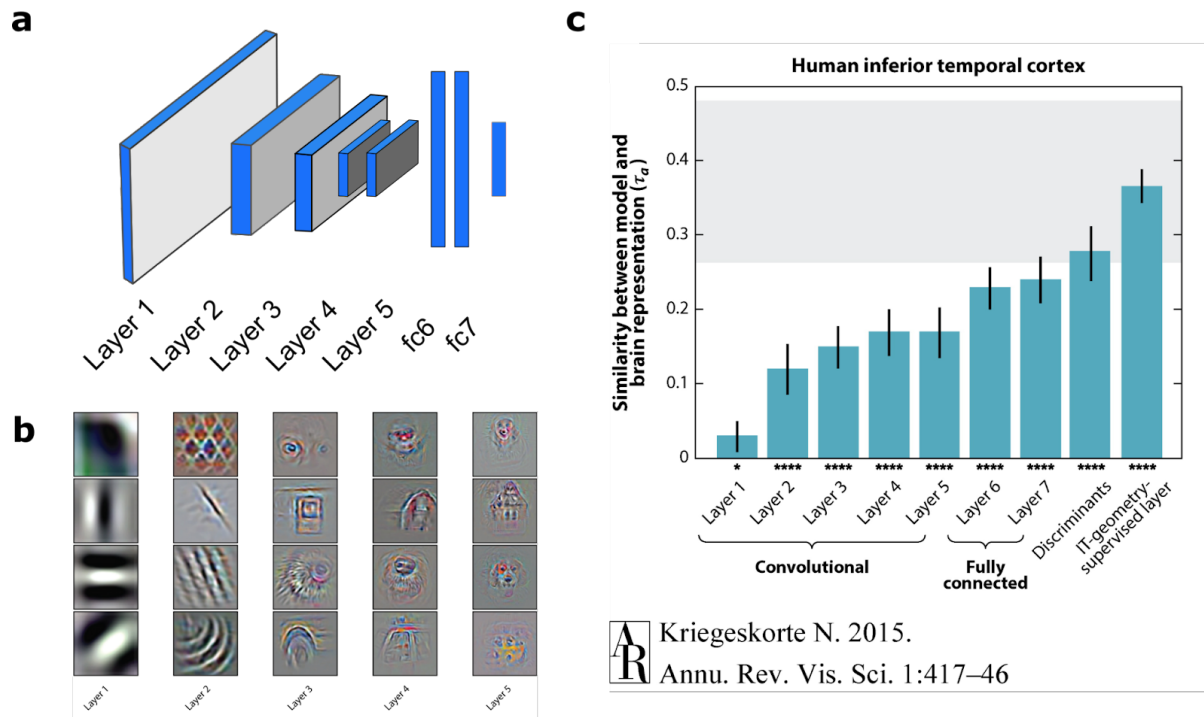 a
Layer 1
Layer 2
Layer 3
Layer 4
Layer 5
fc6
fc7
b
Layer 1
Layer 2
Layer 3
Layer 4
Layer 5
c
Human inferior temporal cortex
Similarity between model and
brain representation (τa)
0.5
0.4
0.3
0.2
0.1
0
* **** **** **** **** **** **** **** ****
Layer 1
Layer 2
Layer 3
Layer 4
Layer 5
Layer 6
Layer 7
Discriminants
IT-geometry-
supervised layer
Convolutional
Fully
connected
AR
Kriegeskorte N. 2015.
Annu. Rev. Vis. Sci. 1:417–46